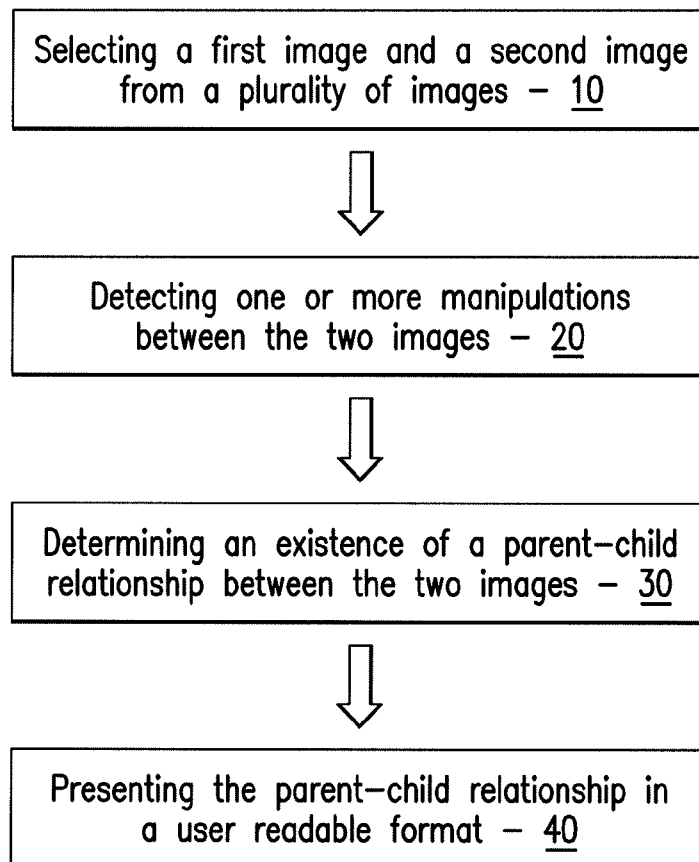 Selecting a first image and a second image
from a plurality of images – 10
Detecting one or more manipulations
between the two images – 20
Determining an existence of a parent–child
relationship between the two images – 30
Presenting the parent–child relationship in
a user readable format – 40